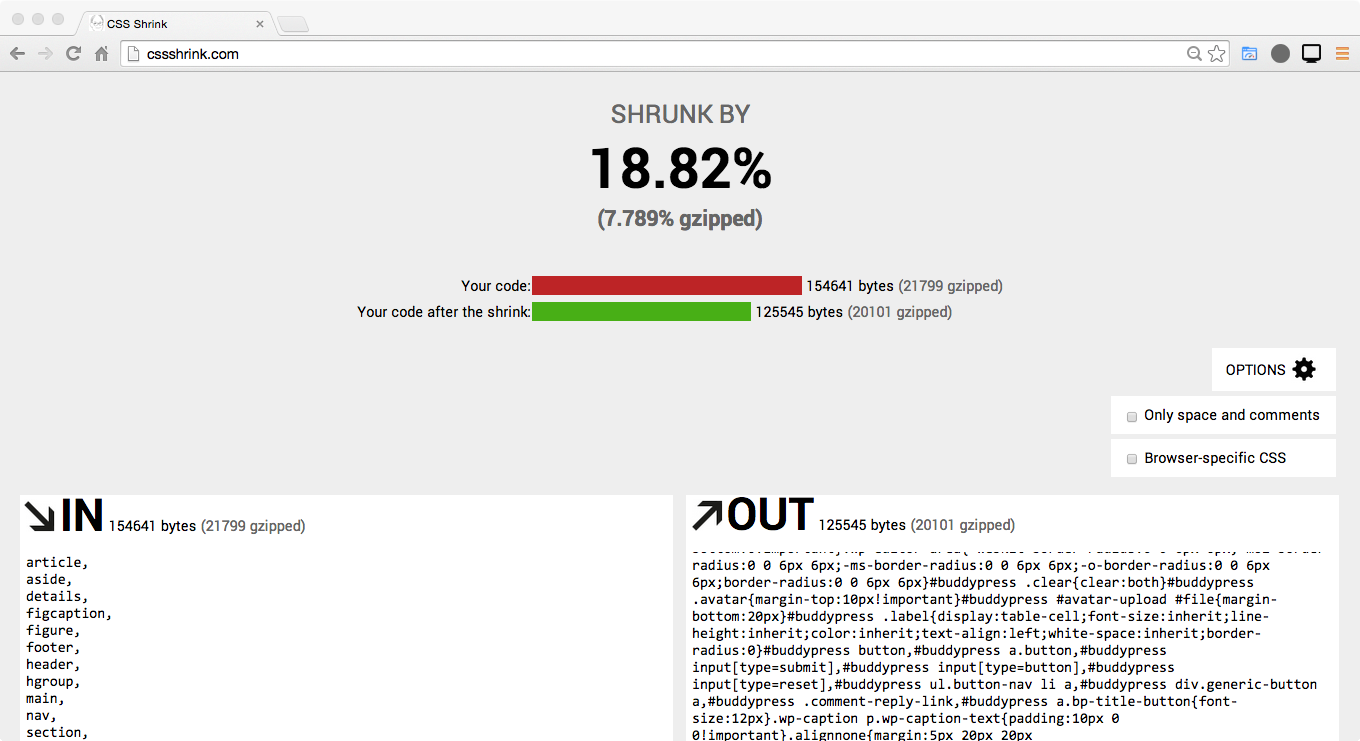 CSS Shrink
cssshrink.com
SHRUNK BY
18.82%
(7.789% gzipped)
Your code: 154641 bytes (21799 gzipped)
Your code after the shrink: 125545 bytes (20101 gzipped)
OPTIONS
Only space and comments
Browser-specific CSS
IN 154641 bytes (21799 gzipped)
article,
aside,
details,
figcaption,
figure,
footer,
header,
hgroup,
main,
nav,
section,
OUT 125545 bytes (20101 gzipped)
radius:0 0 6px 6px;-ms-border-radius:0 0 6px 6px;-o-border-radius:0 0 6px
6px;border-radius:0 0 6px 6px}#buddypress .clear{clear:both}#buddypress
.avatar{margin-top:10px!important}#buddypress #avatar-upload #file{margin-
bottom:20px}#buddypress .label{display:table-cell;font-size:inherit;line-
height:inherit;color:inherit;text-align:left;white-space:inherit;border-
radius:0}#buddypress button,#buddypress a.button,#buddypress
input[type=submit],#buddypress input[type=button],#buddypress
input[type=reset],#buddypress ul.button-nav li a,#buddypress div.generic-button
a,#buddypress .comment-reply-link,#buddypress a.bp-title-button{font-
size:12px}.wp-caption p.wp-caption-text{padding:10px 0
0!important}.alignnone{margin:5px 20px 20px